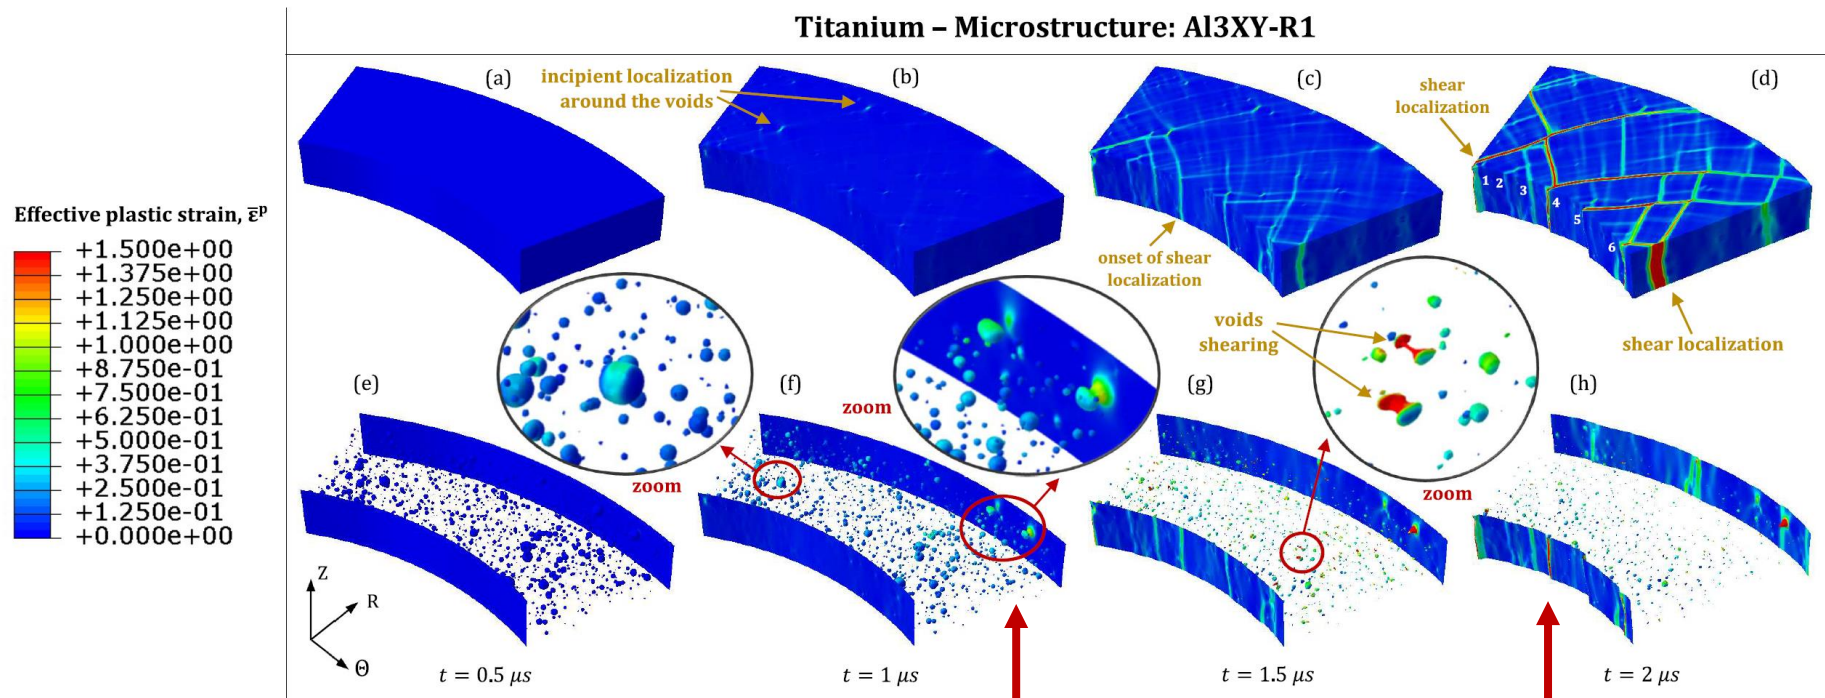 Titanium – Microstructure: Al3XY-R1
(a)
incipient localization
around the voids
(b)
(c)
shear
localization
(d)
1
2
3
4
5
6
onset of shear
localization
shear localization
Effective plastic strain, ε̄ᵖ
+1.500e+00
+1.375e+00
+1.250e+00
+1.125e+00
+1.000e+00
+8.750e-01
+7.500e-01
+6.250e-01
+5.000e-01
+3.750e-01
+2.500e-01
+1.250e-01
+0.000e+00
(e)
zoom
(f)
zoom
(g)
voids
shearing
zoom
(h)
Z
R
Θ
t = 0.5 μs
t = 1 μs
t = 1.5 μs
t = 2 μs